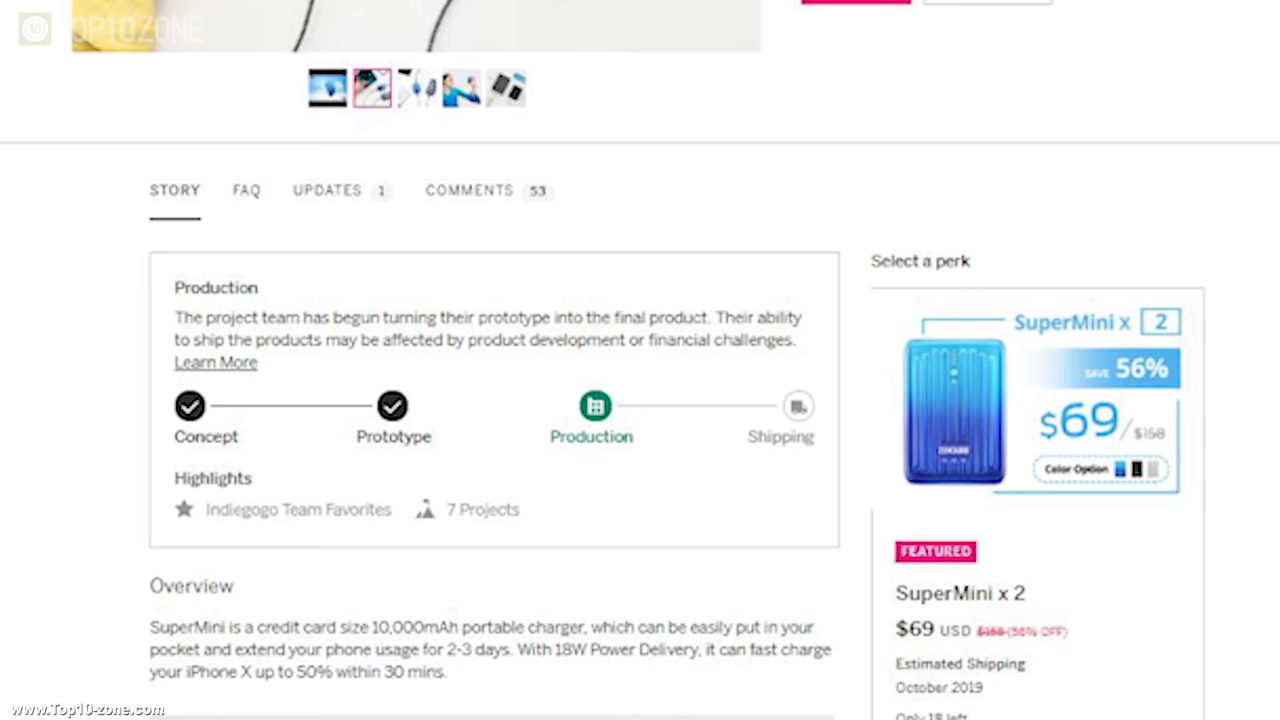 TOP10ZONE
STORY FAQ UPDATES 1 COMMENTS 53
Production
The project team has begun turning their prototype into the final product. Their ability
to ship the products may be affected by product development or financial challenges.
Learn More
Concept Prototype Production Shipping
Highlights
Indiegogo Team Favorites 7 Projects
Overview
SuperMini is a credit card size 10,000mAh portable charger, which can be easily put in your
pocket and extend your phone usage for 2-3 days. With 18W Power Delivery, it can fast charge
your iPhone X up to 50% within 30 mins.
Select a perk
SuperMini x 2
SAVE 56%
$69/$158
Color Option
ZENDURE
FEATURED
SuperMini x 2
$69 USD $158 (56% OFF)
Estimated Shipping
October 2019
Only 18 left
www.Top10-zone.com